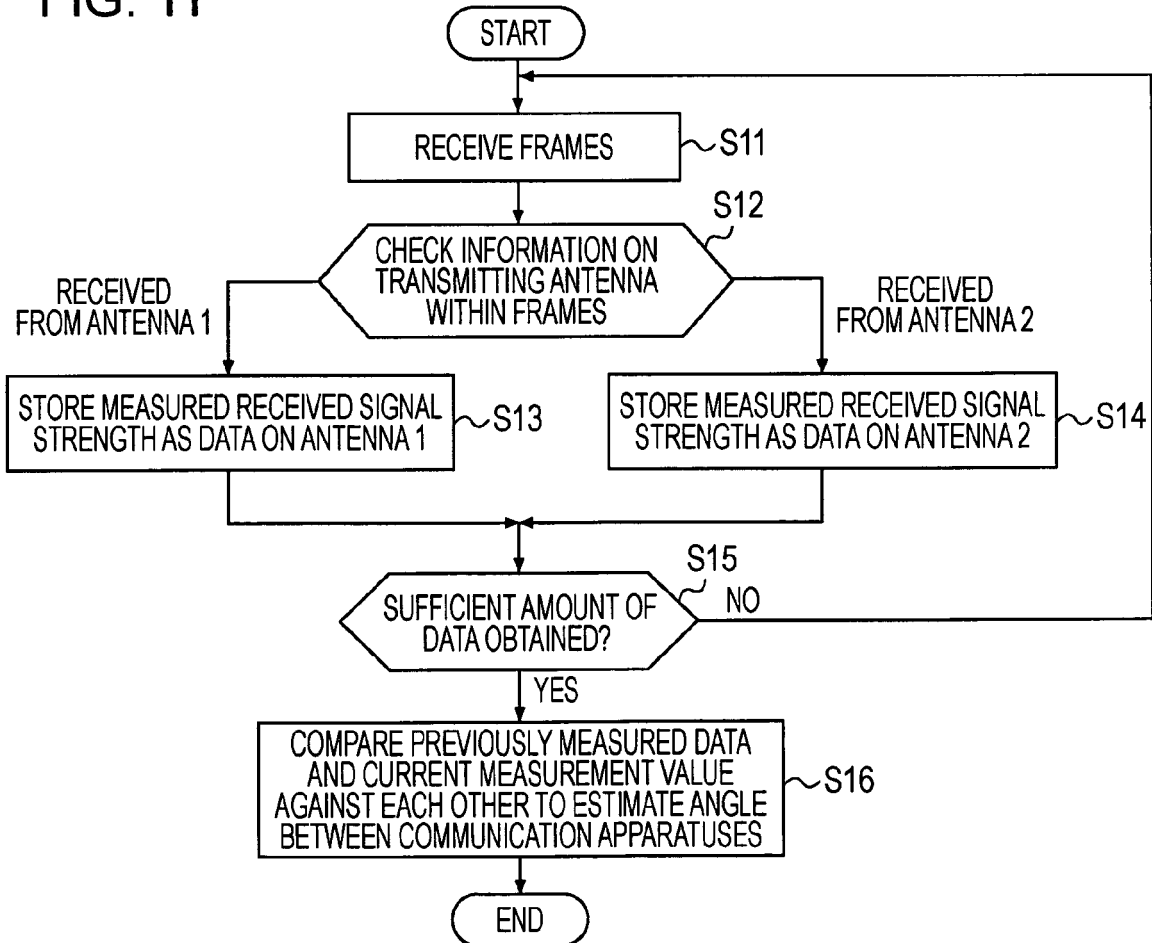 START
RECEIVE FRAMES
S11
S12
CHECK INFORMATION ON
TRANSMITTING ANTENNA
WITHIN FRAMES
RECEIVED
FROM ANTENNA 1
RECEIVED
FROM ANTENNA 2
STORE MEASURED RECEIVED SIGNAL
STRENGTH AS DATA ON ANTENNA 1
S13
STORE MEASURED RECEIVED SIGNAL
STRENGTH AS DATA ON ANTENNA 2
S14
S15
SUFFICIENT AMOUNT OF
DATA OBTAINED?
NO
YES
COMPARE PREVIOUSLY MEASURED DATA
AND CURRENT MEASUREMENT VALUE
AGAINST EACH OTHER TO ESTIMATE ANGLE
BETWEEN COMMUNICATION APPARATUSES
S16
END